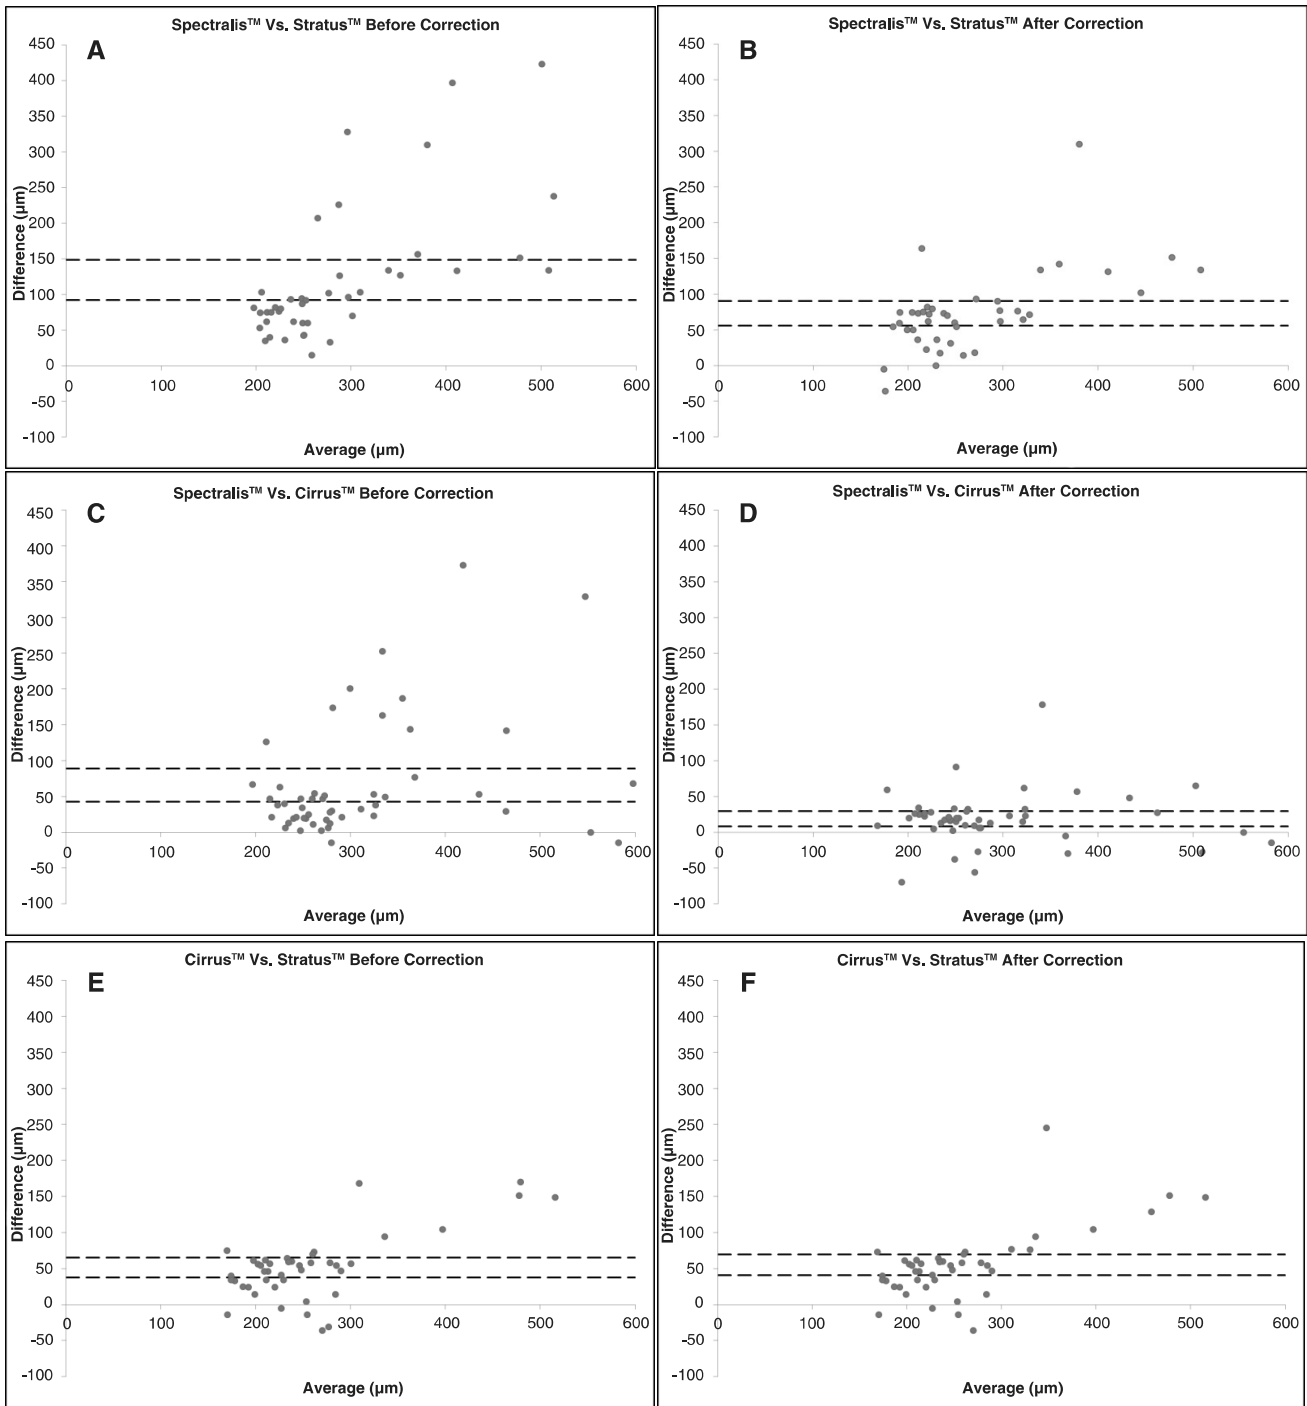 Spectralis™ Vs. Stratus™ Before Correction
A
450
400
350
300
250
200
150
100
50
0
-50
-100
Difference (µm)
0 100 200 300 400 500 600
Average (µm)
Spectralis™ Vs. Stratus™ After Correction
B
450
400
350
300
250
200
150
100
50
0
-50
-100
Difference (µm)
0 100 200 300 400 500 600
Average (µm)
Spectralis™ Vs. Cirrus™ Before Correction
C
450
400
350
300
250
200
150
100
50
0
-50
-100
Difference (µm)
0 100 200 300 400 500 600
Average (µm)
Spectralis™ Vs. Cirrus™ After Correction
D
450
400
350
300
250
200
150
100
50
0
-50
-100
Difference (µm)
0 100 200 300 400 500 600
Average (µm)
Cirrus™ Vs. Stratus™ Before Correction
E
450
400
350
300
250
200
150
100
50
0
-50
-100
Difference (µm)
0 100 200 300 400 500 600
Average (µm)
Cirrus™ Vs. Stratus™ After Correction
F
450
400
350
300
250
200
150
100
50
0
-50
-100
Difference (µm)
0 100 200 300 400 500 600
Average (µm)